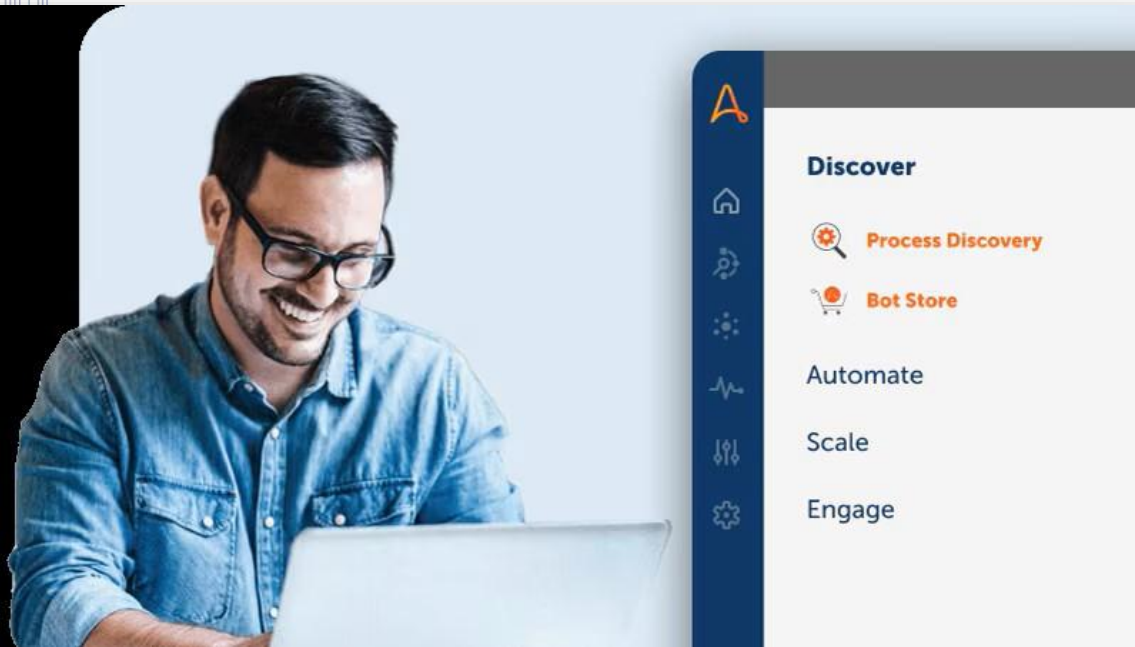 Discover
Process Discovery
Bot Store
Automate
Scale
Engage